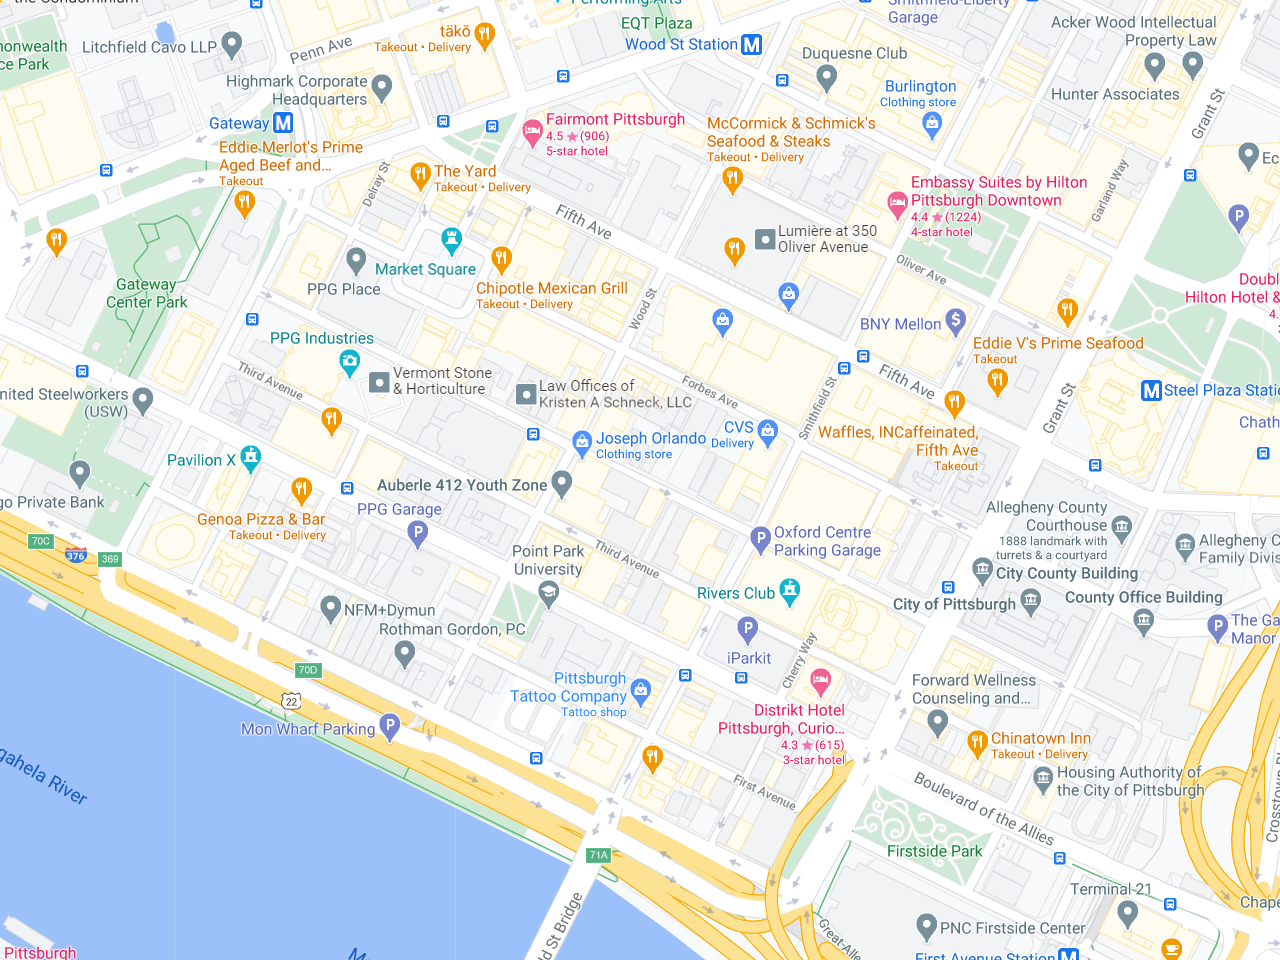 the Condominium
Performing Arts
Smithfield-Liberty
Garage
EQT Plaza
täkō
Takeout • Delivery
Penn Ave
Litchfield Cavo LLP
Wood St Station
M
Duquesne Club
Acker Wood Intellectual
Property Law
ce Park
Highmark Corporate
Headquarters
Burlington
Clothing store
Hunter Associates
Grant St
Gateway
M
Fairmont Pittsburgh
4.5 ★ (906)
5-star hotel
McCormick & Schmick's
Seafood & Steaks
Takeout • Delivery
Eddie Merlot's Prime
Aged Beef and...
Takeout
The Yard
Takeout • Delivery
Delray St
Garland Way
Embassy Suites by Hilton
Pittsburgh Downtown
4.4 ★ (1224)
4-star hotel
P
Fifth Ave
Lumière at 350
Oliver Avenue
Market Square
Oliver Ave
Gateway
Center Park
PPG Place
Chipotle Mexican Grill
Takeout • Delivery
Hilton Hotel &
Wood St
BNY Mellon
PPG Industries
Eddie V's Prime Seafood
Takeout
Vermont Stone
& Horticulture
Third Avenue
Law Offices of
Kristen A Schneck, LLC
Forbes Ave
Smithfield St
Fifth Ave
Grant St
M
Steel Plaza Stati
nited Steelworkers
(USW)
Joseph Orlando
Clothing store
CVS
Delivery
Waffles, INCaffeinated,
Fifth Ave
Takeout
Chath
Pavilion X
go Private Bank
Auberle 412 Youth Zone
PPG Garage
P
Genoa Pizza & Bar
Takeout • Delivery
Allegheny County
Courthouse
1888 landmark with
turrets & a courtyard
Oxford Centre
Parking Garage
P
Allegheny C
Family Divis
70C
376
369
Point Park
University
Third Avenue
City County Building
Rivers Club
City of Pittsburgh
County Office Building
NFM+Dymun
Rothman Gordon, PC
P
iParkit
Cherry Way
P
The Ga
Manor
70D
22
Pittsburgh
Tattoo Company
Tattoo shop
Forward Wellness
Counseling and...
Distrikt Hotel
Pittsburgh, Curio...
4.3 ★ (615)
3-star hotel
Mon Wharf Parking
P
Chinatown Inn
Takeout • Delivery
Housing Authority of
the City of Pittsburgh
gahela River
First Avenue
Boulevard of the Allies
Crosstown Bl
71A
Firstside Park
Terminal 21
Chape
ld St Bridge
Great-Alle
PNC Firstside Center
First Avenue Station
M
Pittsburgh